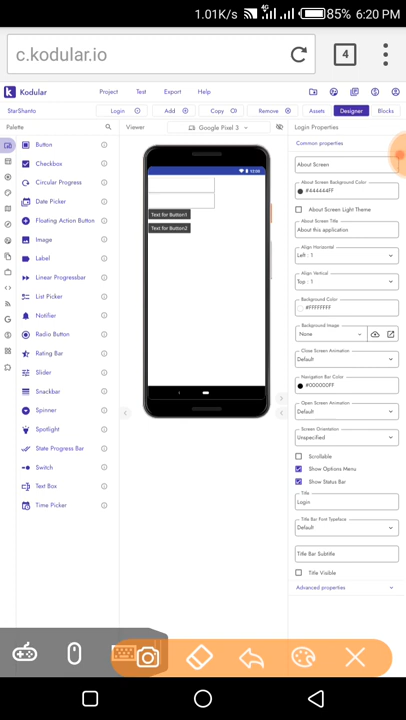 1.01K/s 4G 85% 6:20 PM
c.kodular.io 4
Kodular Project Test Export Help
StarShanto Login Add Copy Remove Assets Designer Blocks
Palette Viewer Google Pixel 3 Login Properties
Button
Checkbox
Circular Progress
Date Picker
Floating Action Button
Image
Label
Linear Progressbar
List Picker
Notifier
Radio Button
Rating Bar
Slider
Snackbar
Spinner
Spotlight
State Progress Bar
Switch
Text Box
Time Picker
Text for Button1
Text for Button2
Common properties
About Screen
About Screen Background Color
#444444FF
About Screen Light Theme
About Screen Title
About this application
Align Horizontal
Left : 1
Align Vertical
Top : 1
Background Color
#FFFFFFFF
Background Image
None
Close Screen Animation
Default
Navigation Bar Color
#000000FF
Open Screen Animation
Default
Screen Orientation
Unspecified
Scrollable
Show Options Menu
Show Status Bar
Title
Login
Title Bar Font Typeface
Default
Title Bar Subtitle
Title Visible
Advanced properties